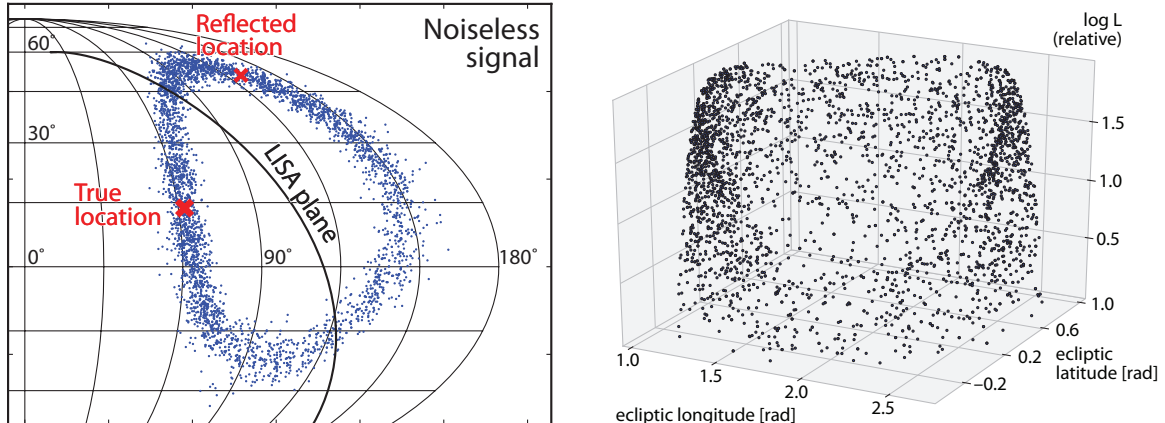 Reflected
location
Noiseless
signal
60°
30°
LISA plane
True
location
0°
90°
180°
log L
(relative)
1.5
1.0
0.5
1.0
0.6
0.2
−0.2
ecliptic
latitude [rad]
1.0
1.5
2.0
2.5
ecliptic longitude [rad]